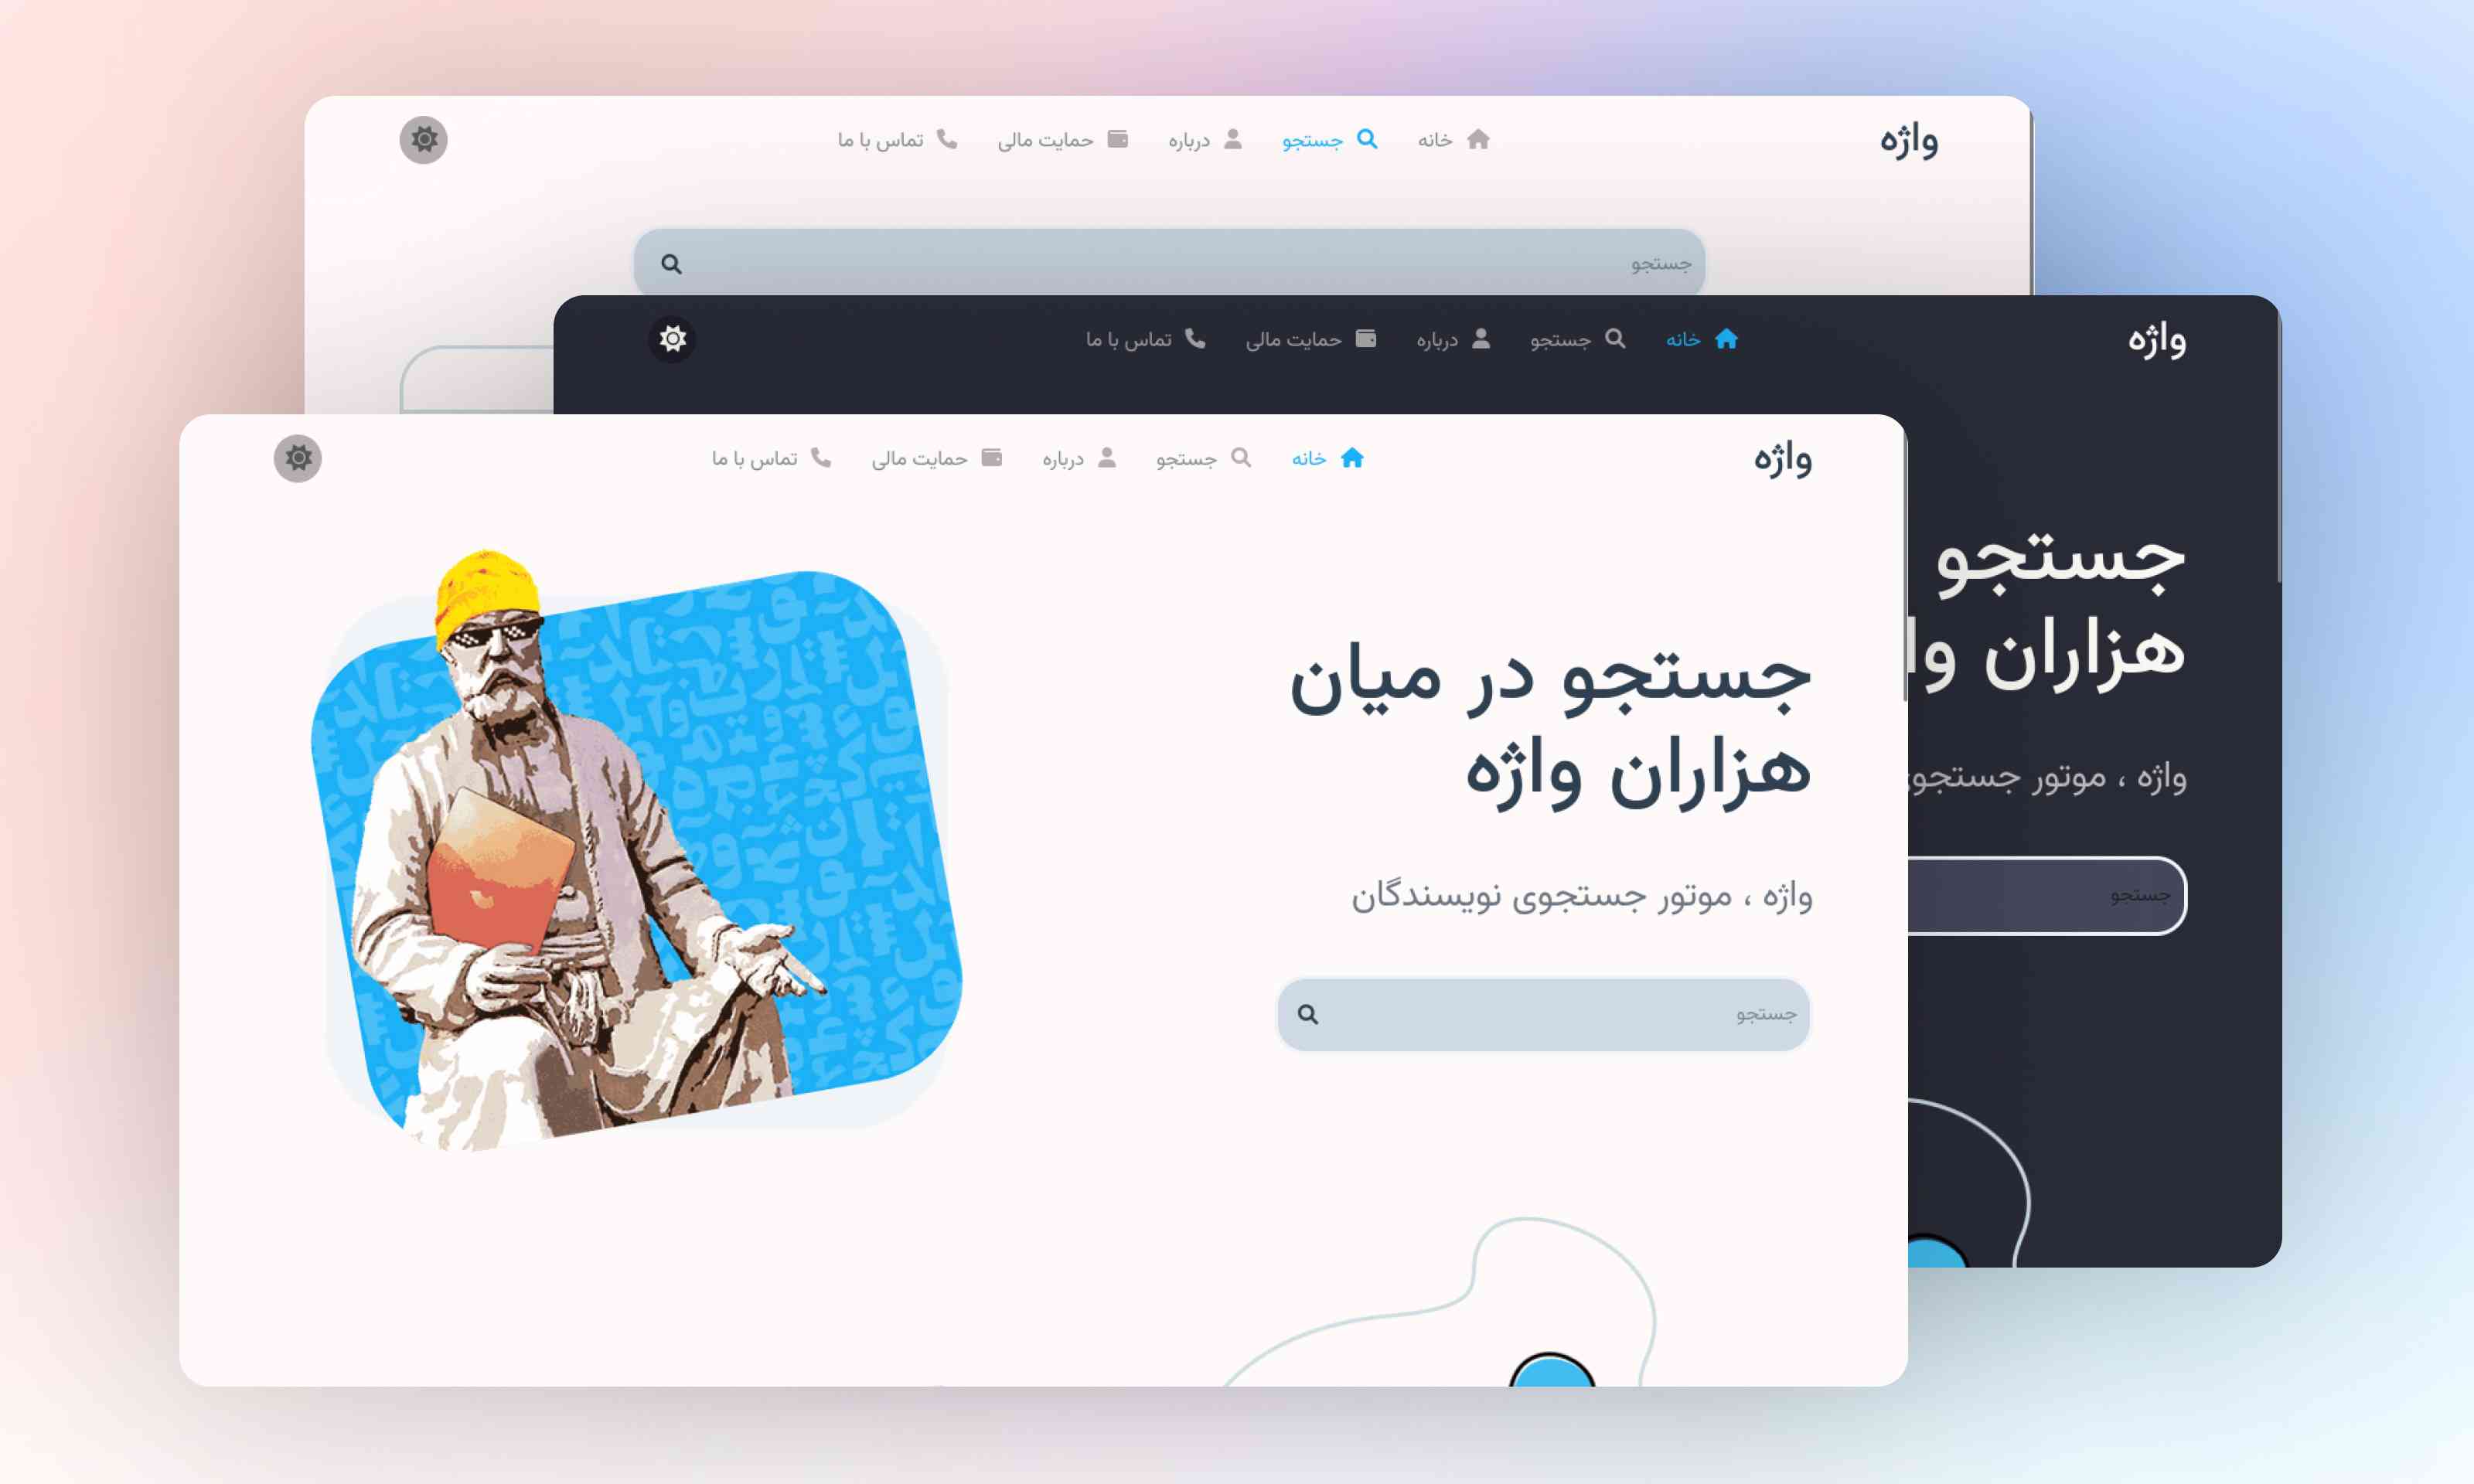 واژه
خانه
جستجو
درباره
حمایت مالی
تماس با ما
جستجو
واژه
خانه
جستجو
درباره
حمایت مالی
تماس با ما
جستجو
هزاران وا
واژه ، موتور جستجوی
جستجو
واژه
خانه
جستجو
درباره
حمایت مالی
تماس با ما
جستجو در میان
هزاران واژه
واژه ، موتور جستجوی نویسندگان
جستجو